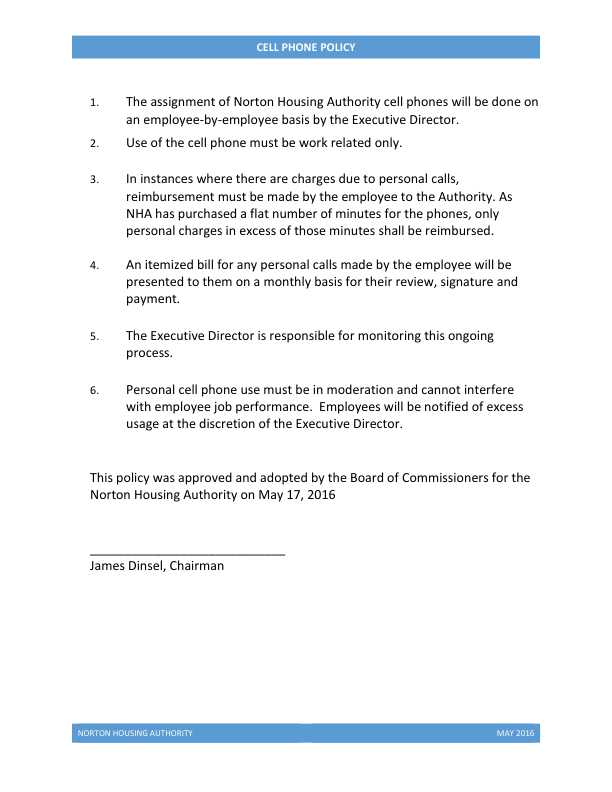 CELL PHONE POLICY
1. The assignment of Norton Housing Authority cell phones will be done on
an employee-by-employee basis by the Executive Director.
2. Use of the cell phone must be work related only.
3. In instances where there are charges due to personal calls,
reimbursement must be made by the employee to the Authority. As
NHA has purchased a flat number of minutes for the phones, only
personal charges in excess of those minutes shall be reimbursed.
4. An itemized bill for any personal calls made by the employee will be
presented to them on a monthly basis for their review, signature and
payment.
5. The Executive Director is responsible for monitoring this ongoing
process.
6. Personal cell phone use must be in moderation and cannot interfere
with employee job performance.  Employees will be notified of excess
usage at the discretion of the Executive Director.
This policy was approved and adopted by the Board of Commissioners for the
Norton Housing Authority on May 17, 2016
______________________________
James Dinsel, Chairman
NORTON HOUSING AUTHORITY MAY 2016